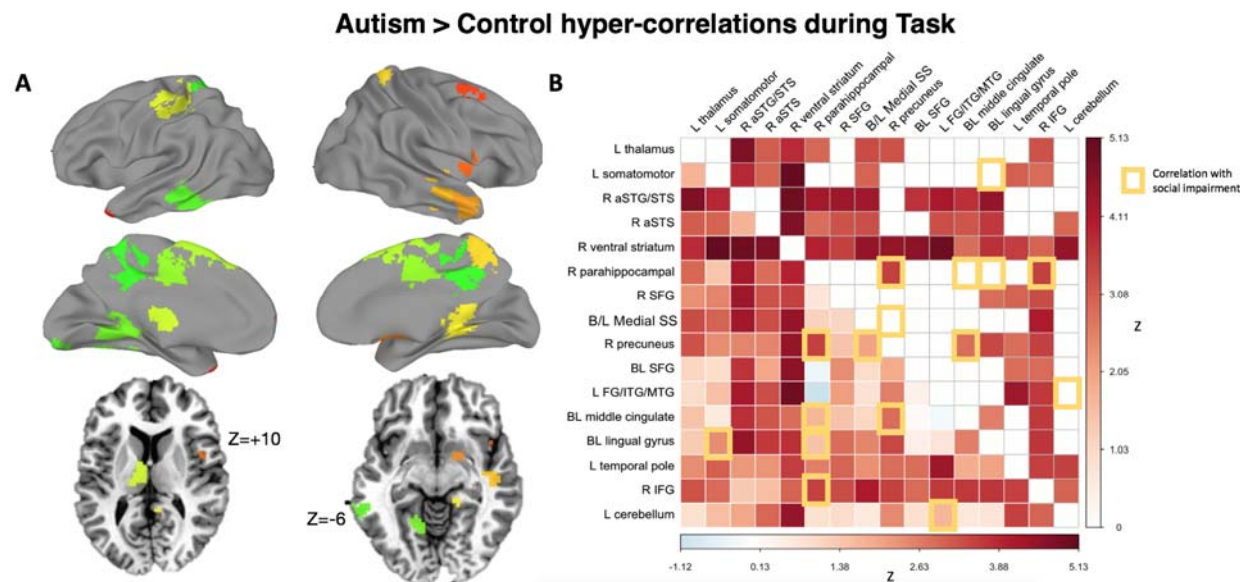 Autism > Control hyper-correlations during Task
A
Z=+10
Z=-6
B
L thalamus
L somatomotor
R aSTG/STS
R aSTS
R ventral striatum
R parahippocampal
R SFG
B/L Medial SS
R precuneus
BL SFG
L FG/ITG/MTG
BL middle cingulate
BL lingual gyrus
L temporal pole
R IFG
L cerebellum
L thalamus
L somatomotor
R aSTG/STS
R aSTS
R ventral striatum
R parahippocampal
R SFG
B/L Medial SS
R precuneus
BL SFG
L FG/ITG/MTG
BL middle cingulate
BL lingual gyrus
L temporal pole
R IFG
L cerebellum
5.13
4.11
3.08
2.05
1.03
0
Z
Correlation with
social impairment
-1.12 0.13 1.38 2.63 3.88 5.13
Z